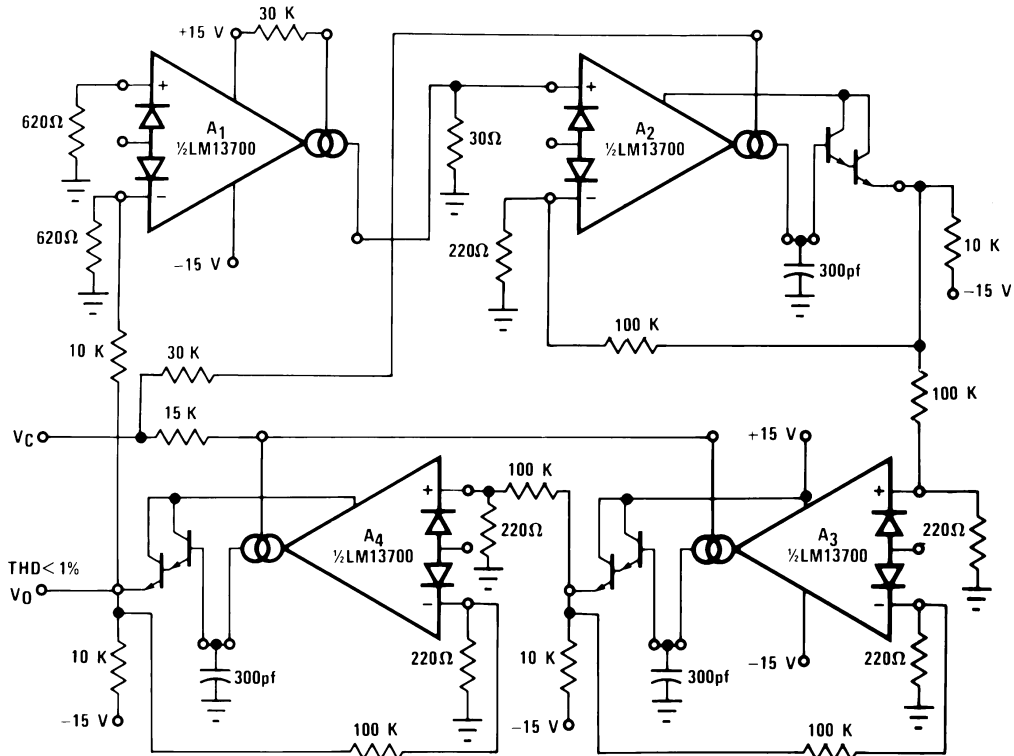 30 K
+15 V
+
620Ω
A1
½LM13700
−
620Ω
−15 V
+
30Ω
A2
½LM13700
−
220Ω
300pf
10 K
−15 V
100 K
10 K
30 K
100 K
15 K
VC
+15 V
100 K
+
220Ω
A4
½LM13700
−
+
220Ω
A3
½LM13700
−
THD<1%
VO
10 K
300pf
220Ω
10 K
300pf
−15 V
220Ω
−15 V
−15 V
100 K
100 K